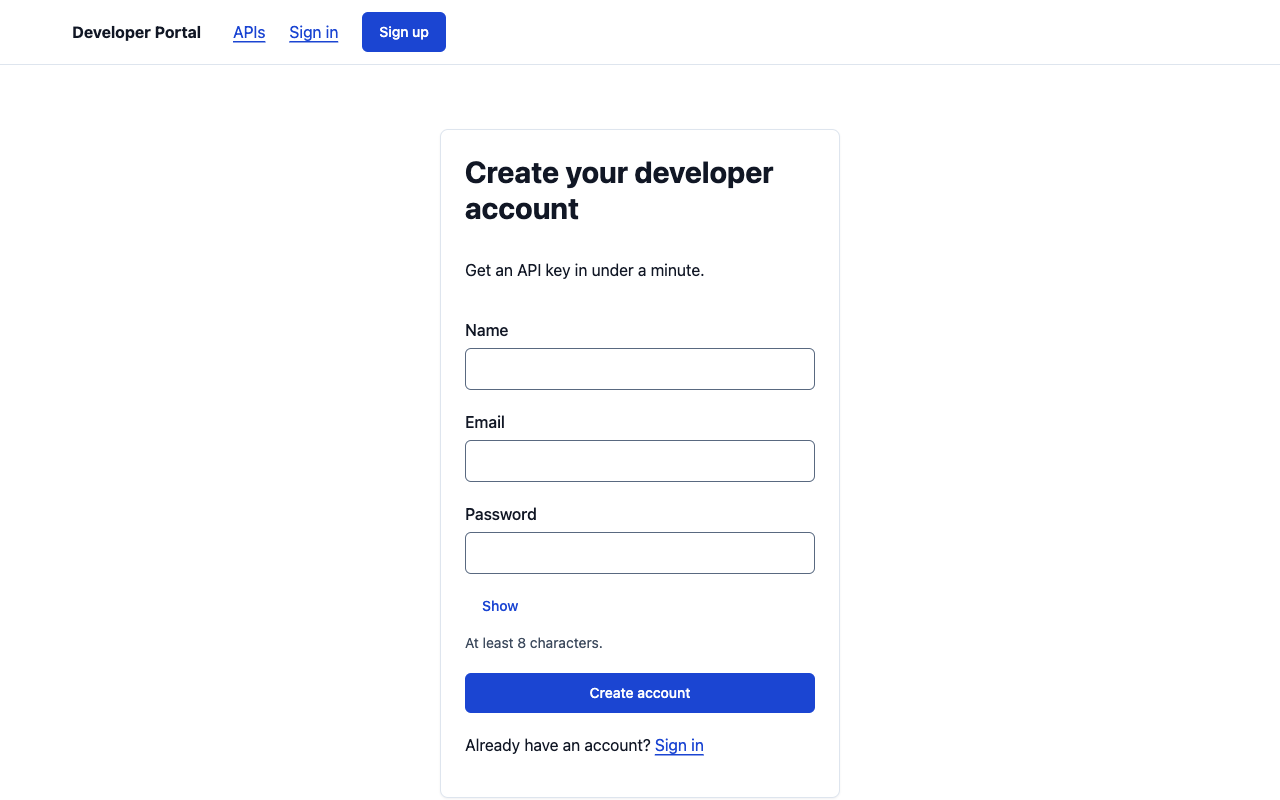 Developer Portal APIs Sign in Sign up
Create your developer
account
Get an API key in under a minute.
Name
Email
Password
Show
At least 8 characters.
Create account
Already have an account? Sign in